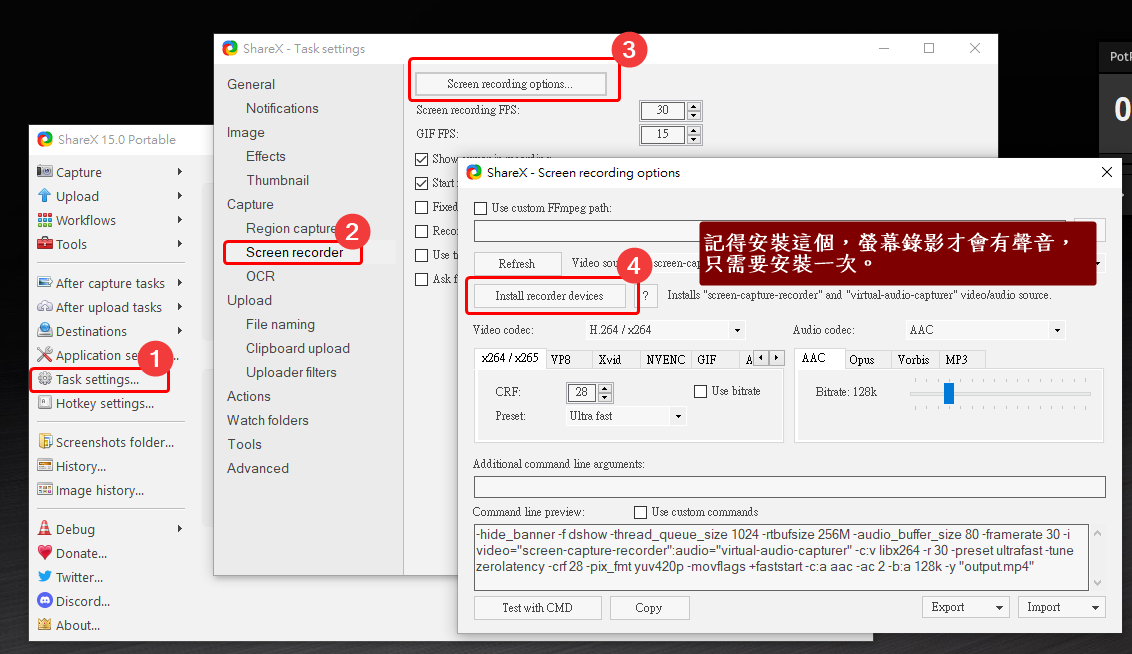 3
ShareX - Task settings
PotP
0
ShareX 15.0 Portable
Capture
Upload
Workflows
Tools
After capture tasks
After upload tasks
Destinations
Application se
1
Task settings...
Hotkey settings...
Screenshots folder...
History...
Image history...
Debug
Donate...
Twitter...
Discord...
About...
General
Notifications
Image
Effects
Thumbnail
Capture
Region capture
2
Screen recorder
OCR
Upload
File naming
Clipboard upload
Uploader filters
Actions
Watch folders
Tools
Advanced
Screen recording options...
Screen recording FPS:
30
GIF FPS:
15
Show cursor in recording
Start
Fixed
Reco
Use t
Ask f
ShareX - Screen recording options
Use custom FFmpeg path:
記得安裝這個，螢幕錄影才會有聲音，
只需要安裝一次。
Refresh
Video sou
screen-cap
4
Install recorder devices
?
Installs "screen-capture-recorder" and "virtual-audio-capturer" video/audio source.
Video codec:
H.264 / x264
Audio codec:
AAC
x264 / x265
VP8
Xvid
NVENC
GIF
A
AAC
Opus
Vorbis
MP3
CRF:
28
Use bitrate
Bitrate: 128k
Preset:
Ultra fast
Additional command line arguments:
Command line preview:
Use custom commands
-hide_banner -f dshow -thread_queue_size 1024 -rtbufsize 256M -audio_buffer_size 80 -framerate 30 -i
video="screen-capture-recorder":audio="virtual-audio-capturer" -c:v libx264 -r 30 -preset ultrafast -tune
zerolatency -crf 28 -pix_fmt yuv420p -movflags +faststart -c:a aac -ac 2 -b:a 128k -y "output.mp4"
Test with CMD
Copy
Export
Import